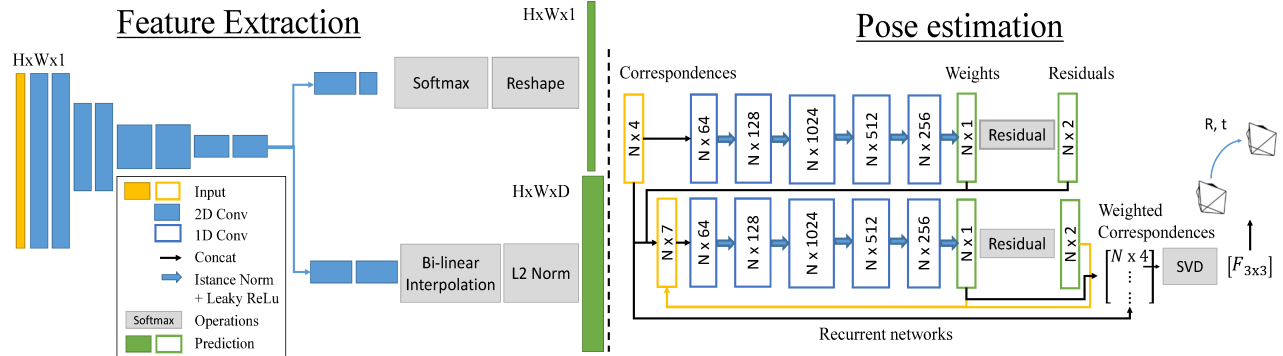 Feature Extraction
HxWx1
HxWx1
Softmax
Reshape
HxWxD
Bi-linear
Interpolation
L2 Norm
Input
2D Conv
1D Conv
Concat
Istance Norm
+ Leaky ReLu
Softmax
Operations
Prediction
Pose estimation
Correspondences
Weights
Residuals
N x 4
N x 64
N x 128
N x 1024
N x 512
N x 256
N x 1
Residual
N x 2
N x 7
N x 64
N x 128
N x 1024
N x 512
N x 256
N x 1
Residual
N x 2
Weighted
Correspondences
[N x 4]
SVD
[F3x3]
R, t
Recurrent networks